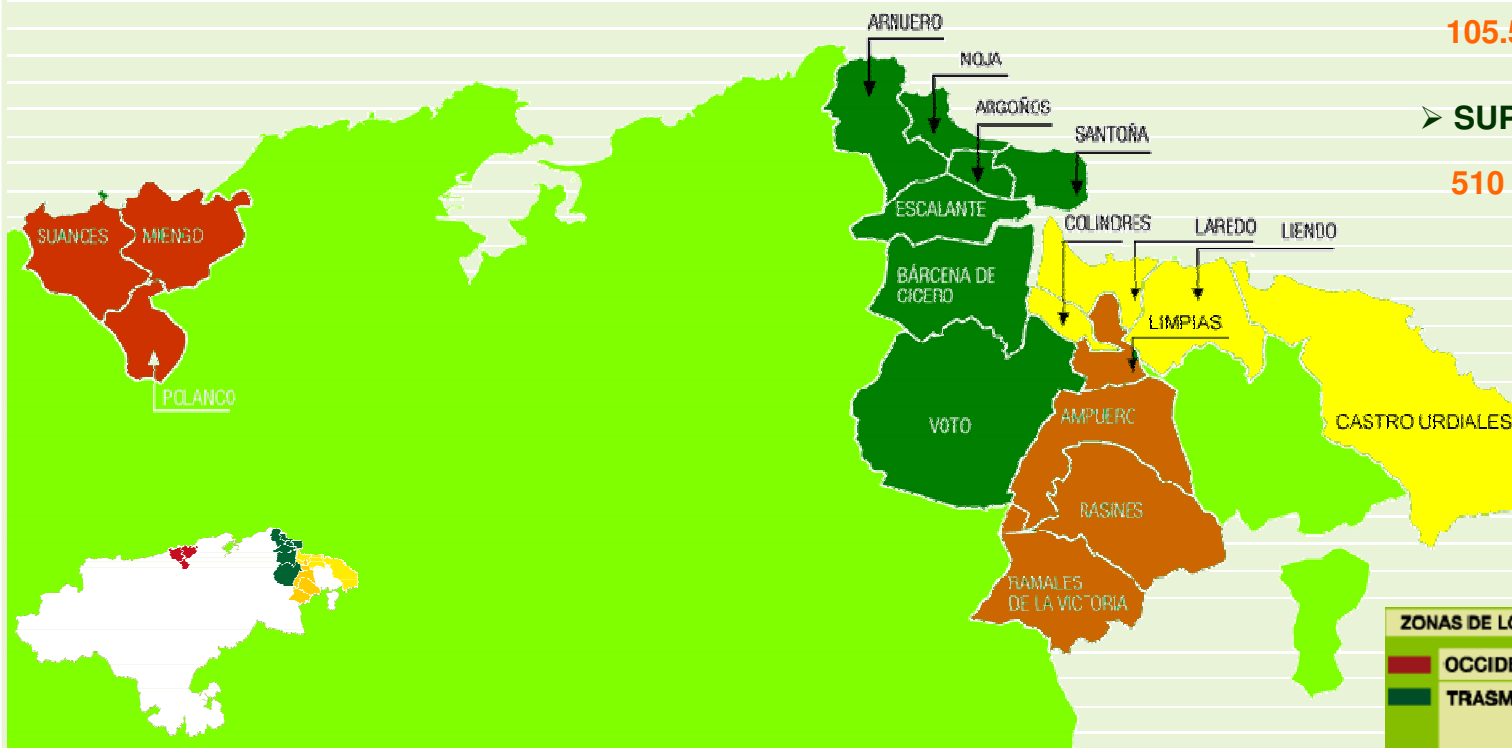 ARNUERO
105.5
NOJA
ARGOÑOS
➢ SUP
SANTOÑA
510
ESCALANTE
COLINDRES
LAREDO
LIENDO
SUANCES
MIENGO
BÁRCENA DE
CICERO
LIMPIAS
POLANCO
AMPUERO
VOTO
CASTRO URDIALES
RASINES
RAMALES
DE LA VICTORIA
ZONAS DE LO
OCCIDE
TRASM